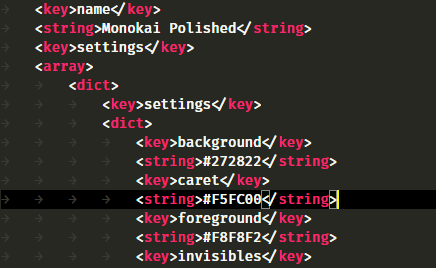 <key>name</key>
<string>Monokai Polished</string>
<key>settings</key>
<array>
<dict>
<key>settings</key>
<dict>
<key>background</key>
<string>#272822</string>
<key>caret</key>
<string>#F5FC00</string>
<key>foreground</key>
<string>#F8F8F2</string>
<key>invisibles</key>